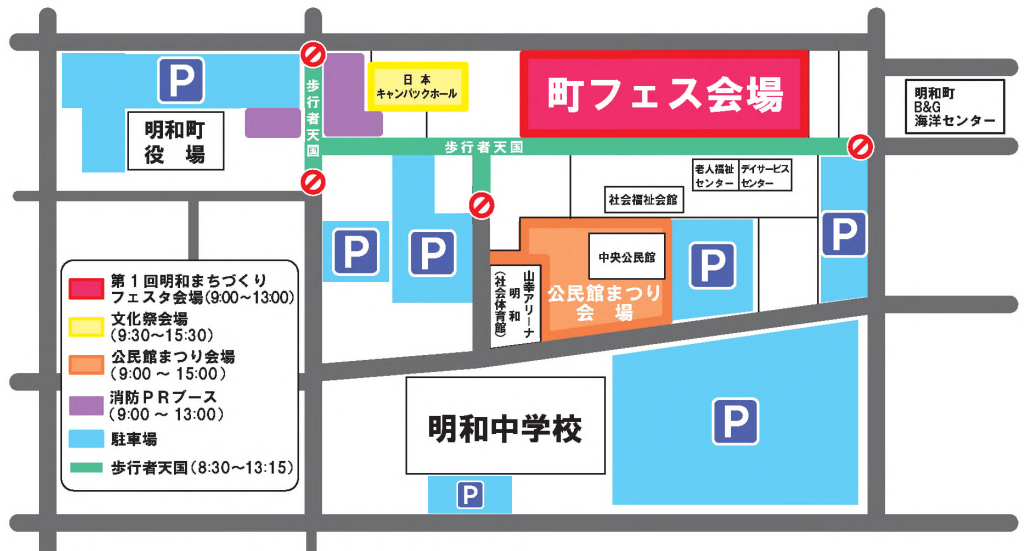 P
明和町
役場
歩行者天国
日本
キャンパックホール
町フェス会場
明和町
B&G
海洋センター
歩行者天国
老人福祉
センター
デイサービス
センター
社会福祉会館
P
P
中央公民館
P
P
山幸アリーナ
明和
(社会体育館)
公民館まつり
会場
第1回明和まちづくり
フェスタ会場(9:00～13:00)
文化祭会場
(9:30～15:30)
公民館まつり会場
(9:00～15:00)
消防PRブース
(9:00～13:00)
駐車場
歩行者天国(8:30～13:15)
明和中学校
P
P